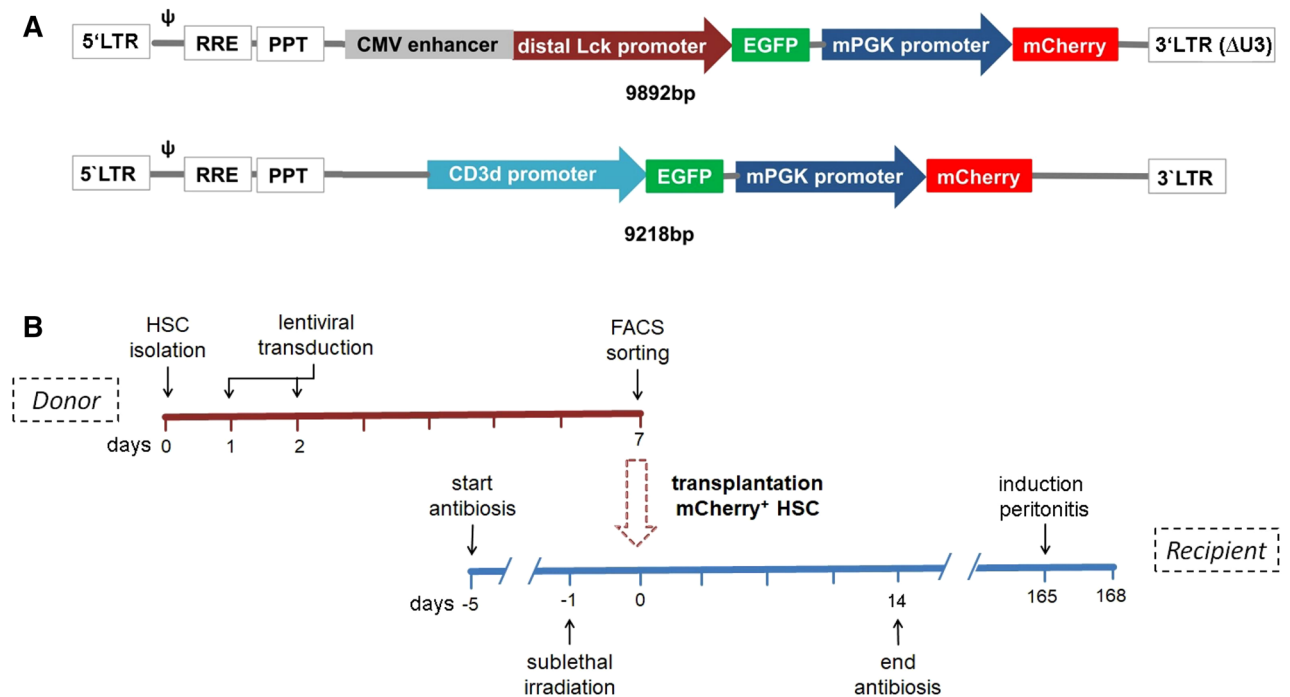 A
5‘LTR ψ RRE PPT CMV enhancer distal Lck promoter EGFP mPGK promoter mCherry 3‘LTR (ΔU3)
9892bp
5`LTR ψ RRE PPT CD3d promoter EGFP mPGK promoter mCherry 3`LTR
9218bp
B
HSC
isolation
lentiviral
transduction
FACS
sorting
Donor
days 0 1 2 7
start
antibiosis
transplantation
mCherry⁺ HSC
induction
peritonitis
Recipient
days -5 -1 0 14 165 168
sublethal
irradiation
end
antibiosis